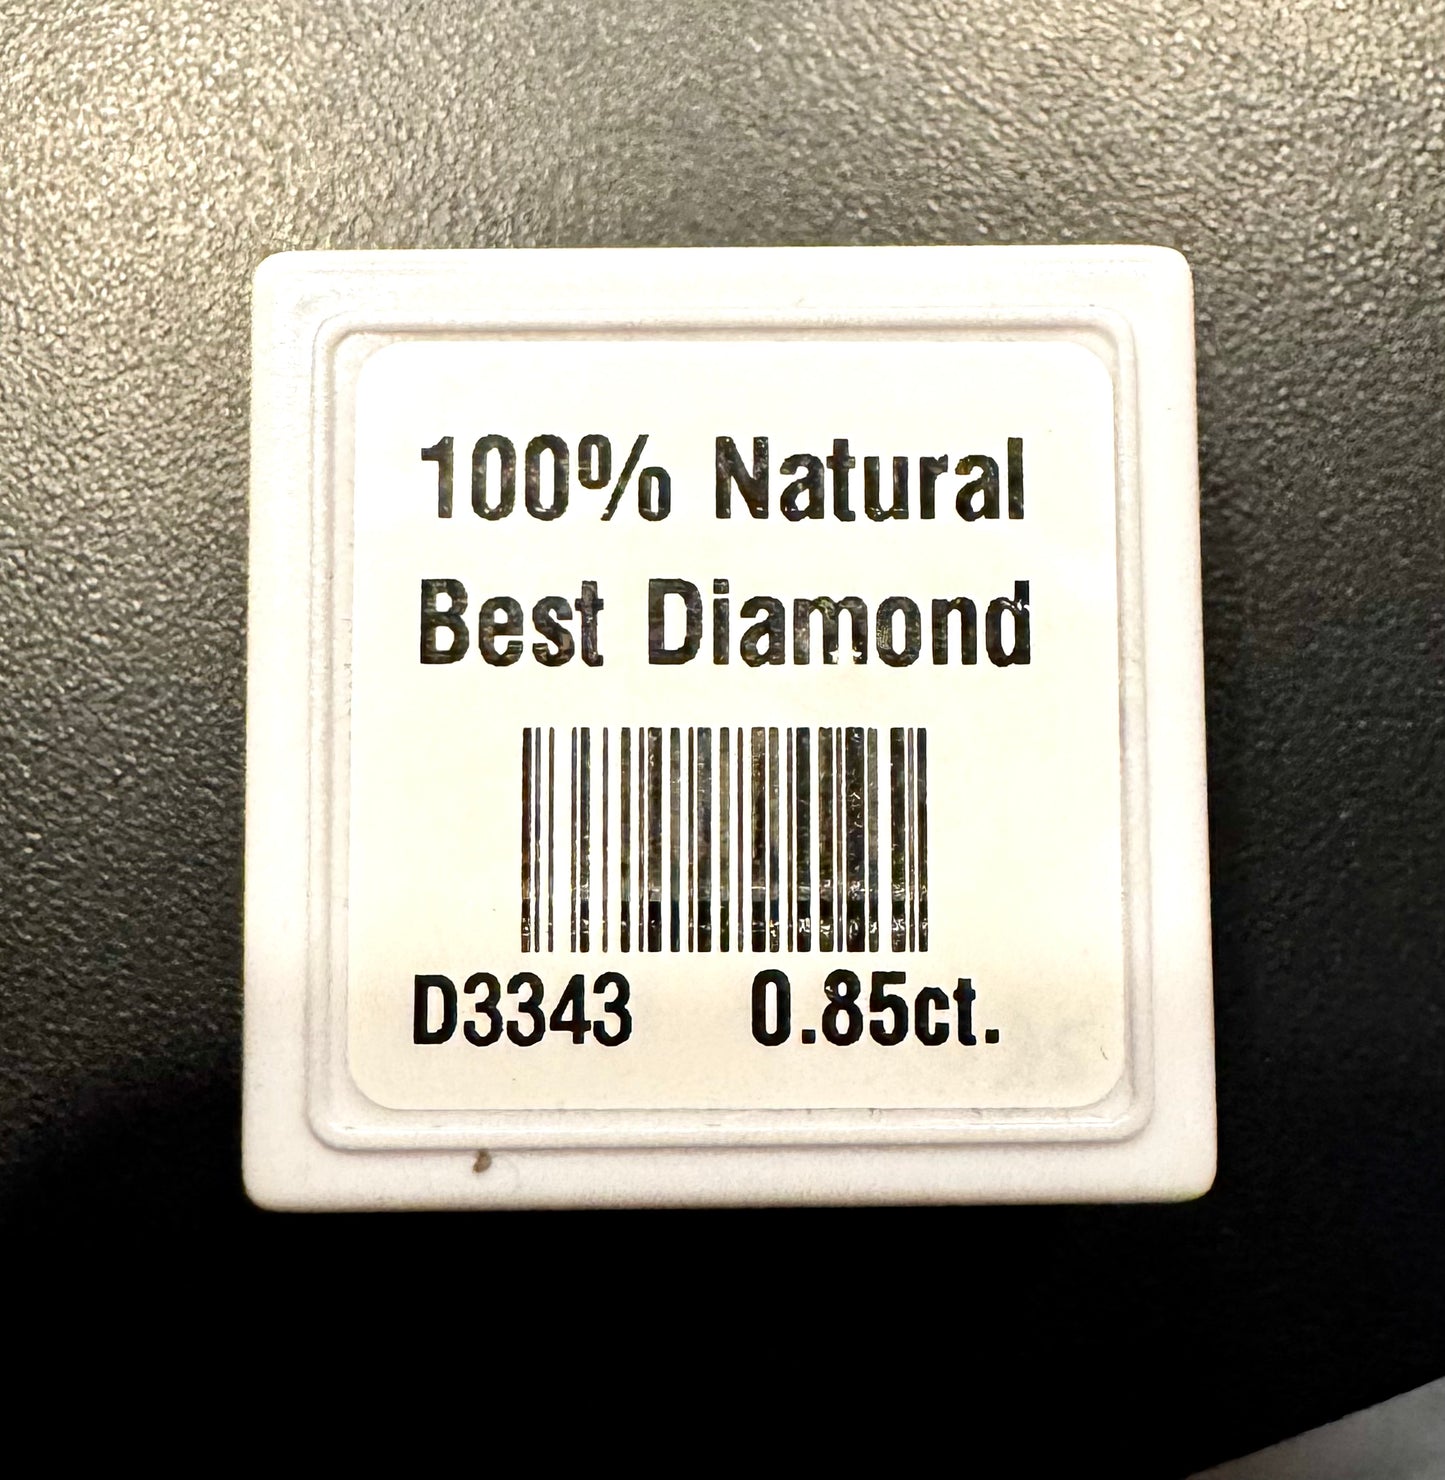 100% Natural
Best Diamond
D3343 0.85ct.